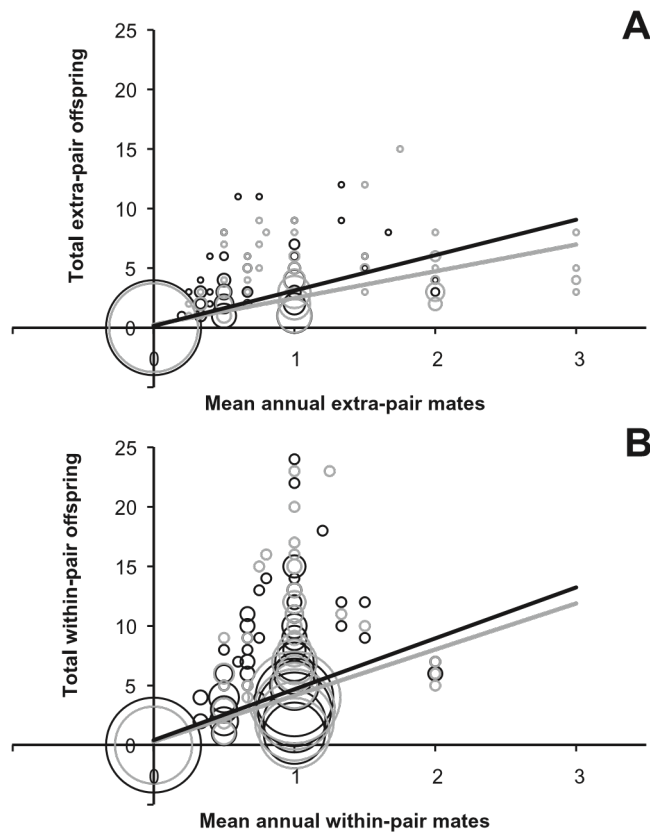 A
25
20
15
10
5
0
Total extra-pair offspring
0 1 2 3
Mean annual extra-pair mates
B
25
20
15
10
5
0
Total within-pair offspring
0 1 2 3
Mean annual within-pair mates